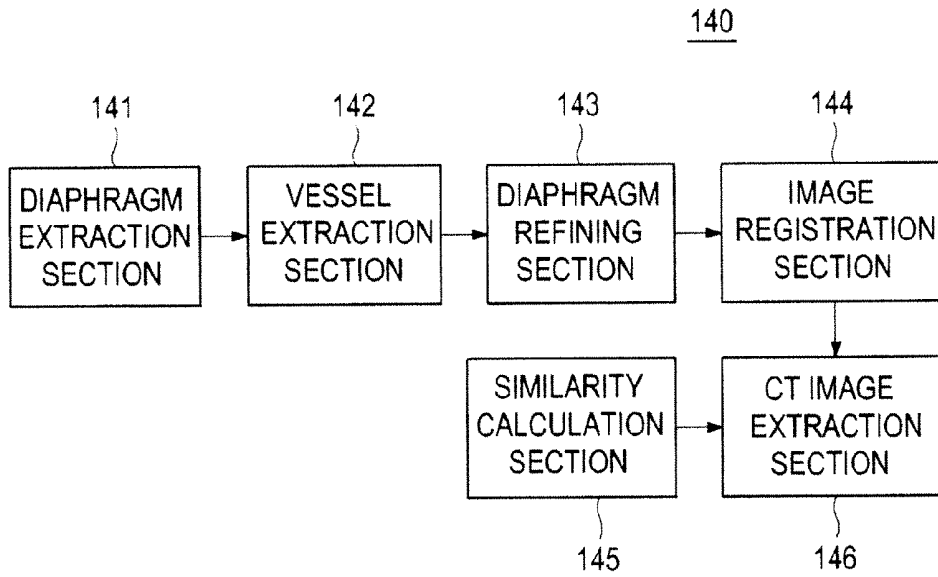 140
141
142
143
144
DIAPHRAGM
EXTRACTION
SECTION
VESSEL
EXTRACTION
SECTION
DIAPHRAGM
REFINING
SECTION
IMAGE
REGISTRATION
SECTION
SIMILARITY
CALCULATION
SECTION
CT IMAGE
EXTRACTION
SECTION
145
146